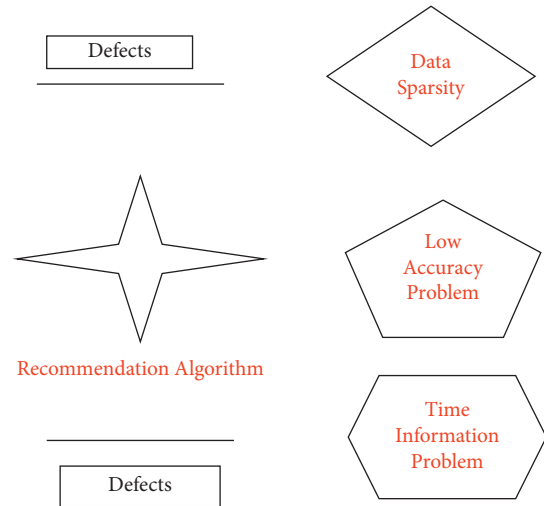 Defects
Data
Sparsity
Low
Accuracy
Problem
Recommendation Algorithm
Time
Information
Problem
Defects